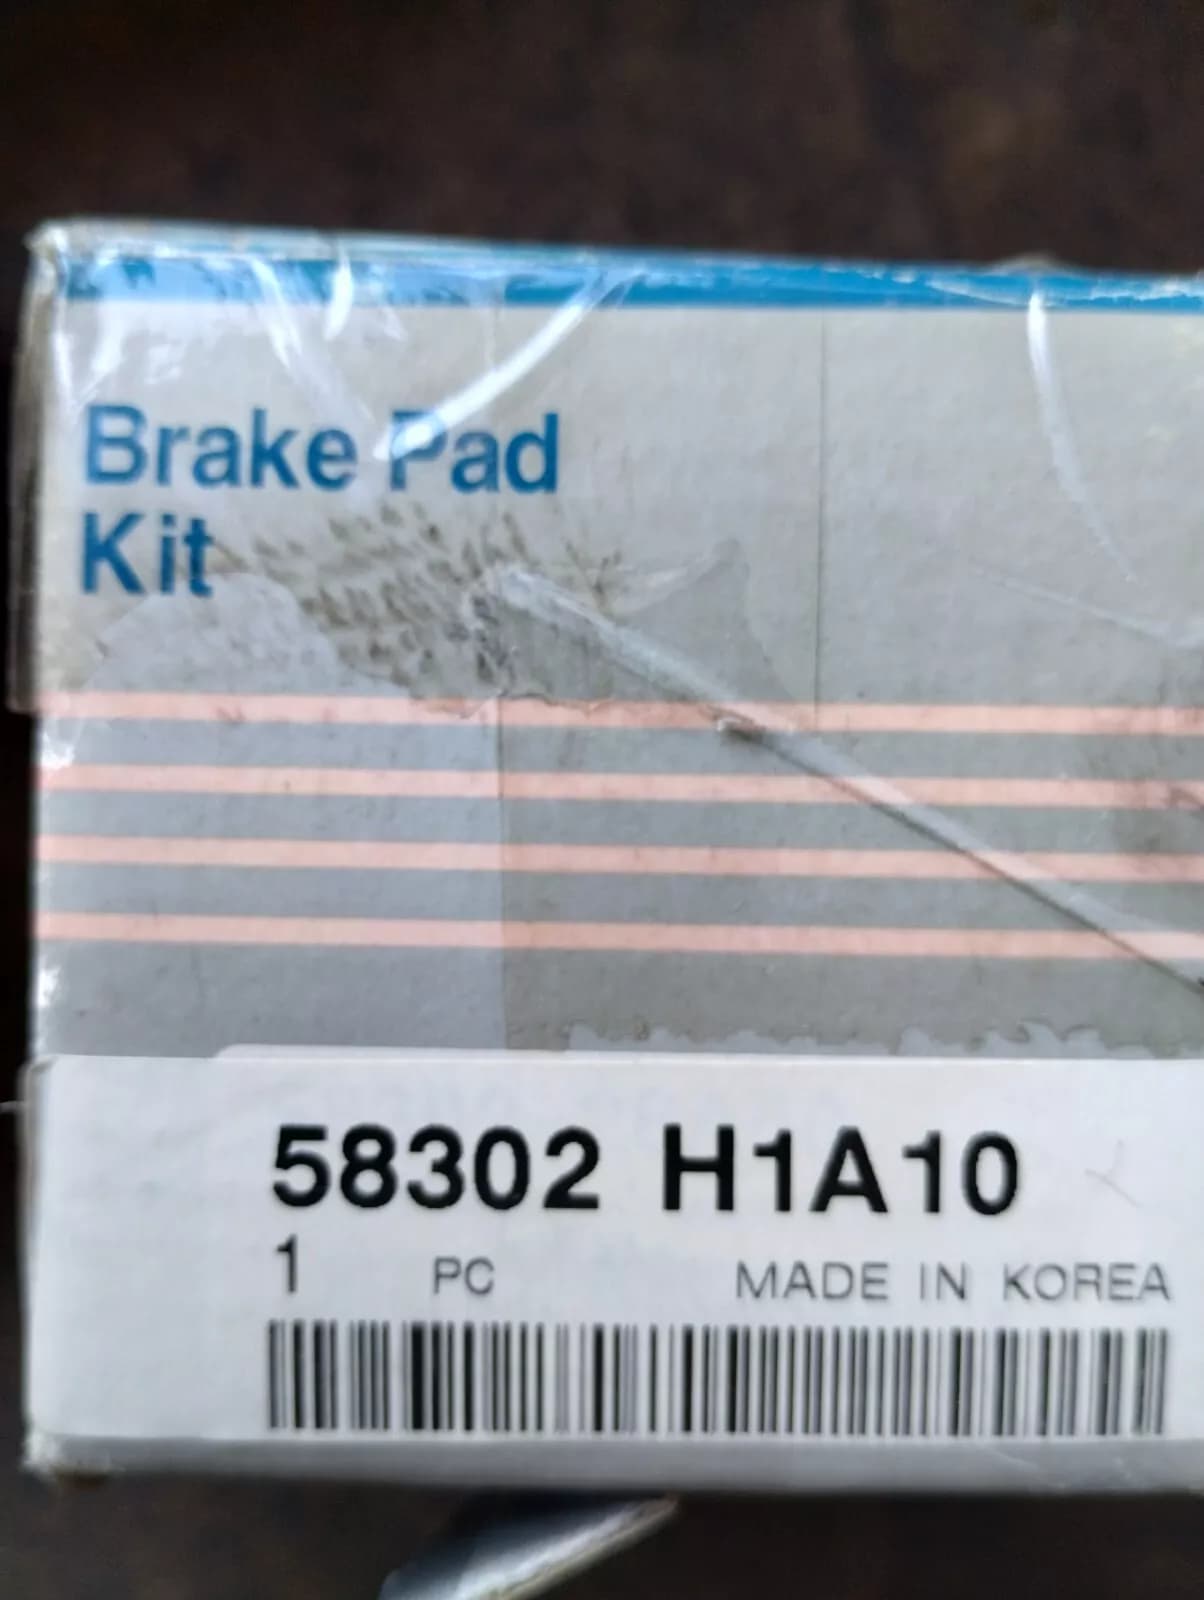 Brake Pad
Kit
58302 H1A10
1 PC MADE IN KOREA